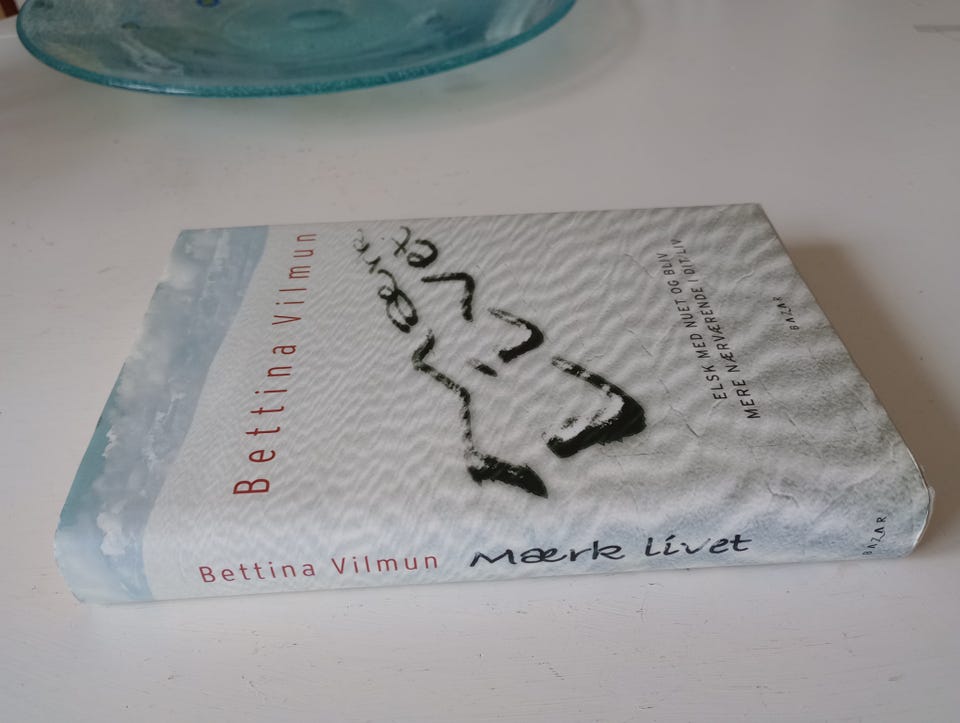 Bettina Vilmun
Mærk
Livet
ELSK MED NUET OG BLIV
MERE NÆRVÆRENDE I DIT LIV
BAZAR
Bettina Vilmun Mærk Livet BAZAR